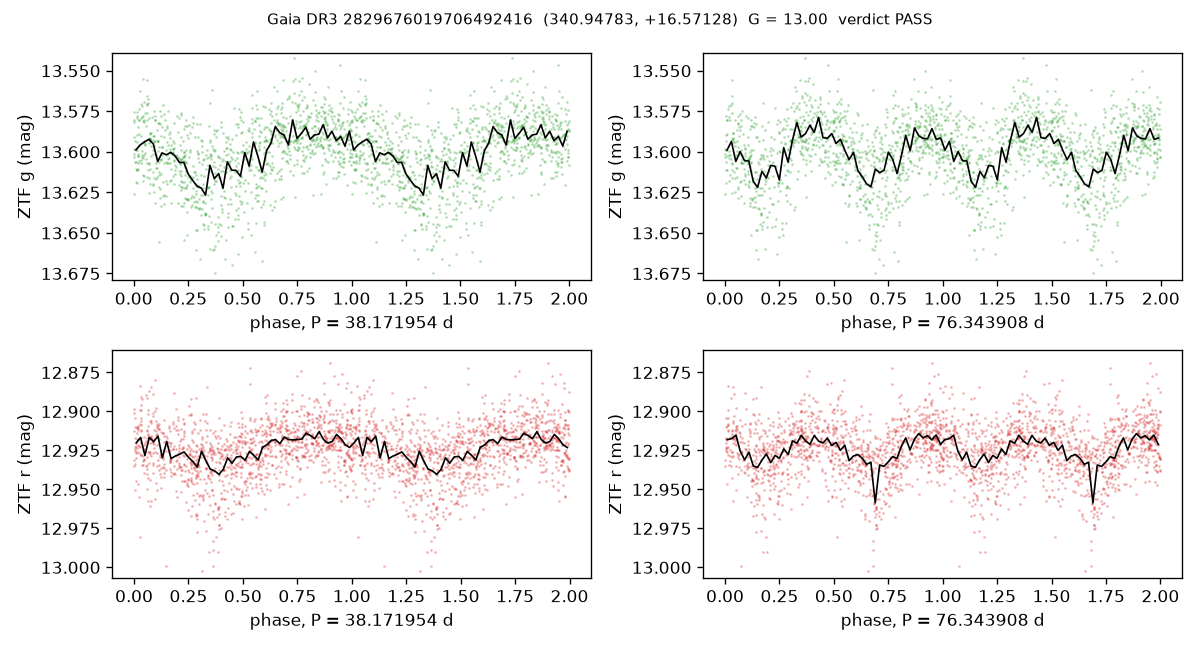 Gaia DR3 2829676019706492416  (340.94783, +16.57128)  G = 13.00  verdict PASS
ZTF g (mag)
13.550
13.575
13.600
13.625
13.650
13.675
0.00 0.25 0.50 0.75 1.00 1.25 1.50 1.75 2.00
phase, P = 38.171954 d
ZTF g (mag)
13.550
13.575
13.600
13.625
13.650
13.675
0.00 0.25 0.50 0.75 1.00 1.25 1.50 1.75 2.00
phase, P = 76.343908 d
ZTF r (mag)
12.875
12.900
12.925
12.950
12.975
13.000
0.00 0.25 0.50 0.75 1.00 1.25 1.50 1.75 2.00
phase, P = 38.171954 d
ZTF r (mag)
12.875
12.900
12.925
12.950
12.975
13.000
0.00 0.25 0.50 0.75 1.00 1.25 1.50 1.75 2.00
phase, P = 76.343908 d